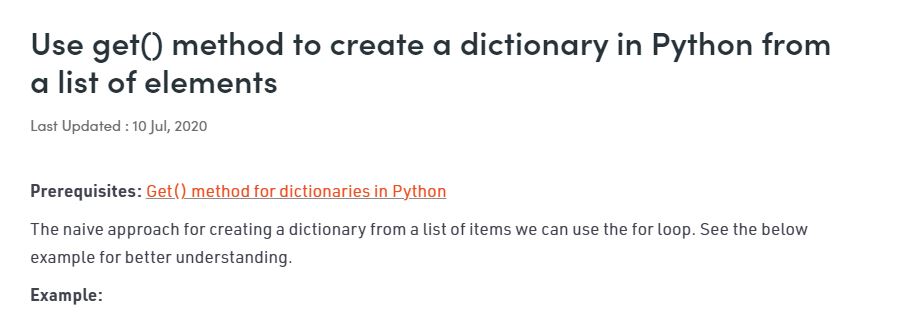 Use get() method to create a dictionary in Python from
a list of elements
Last Updated : 10 Jul, 2020
Prerequisites: Get() method for dictionaries in Python
The naive approach for creating a dictionary from a list of items we can use the for loop. See the below
example for better understanding.
Example: